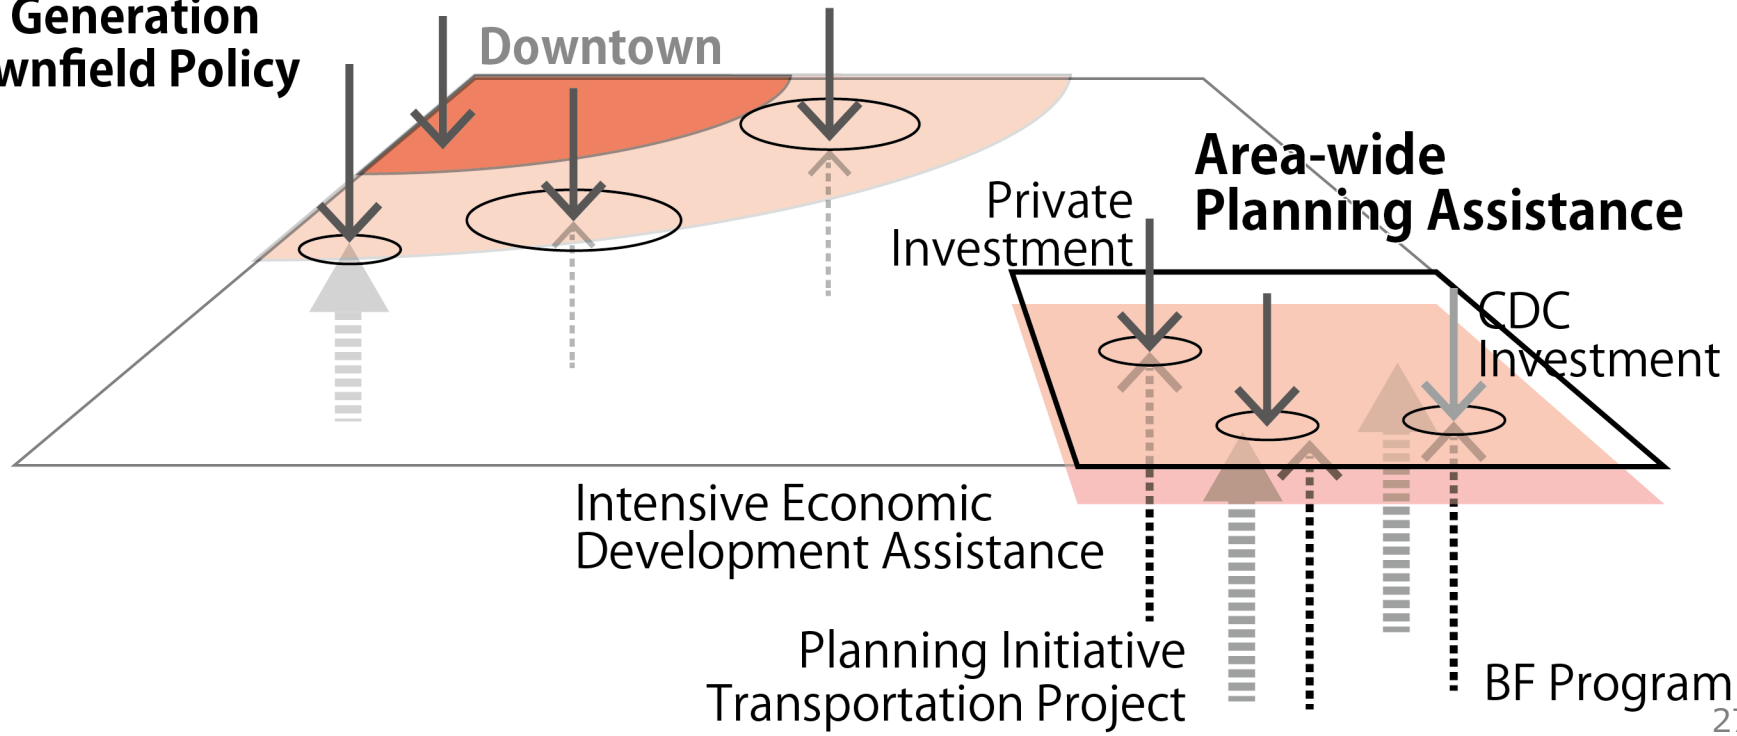 Generation
wnfield Policy
Downtown
Area-wide
Planning Assistance
Private
Investment
CDC
Investment
Intensive Economic
Development Assistance
Planning Initiative
Transportation Project
BF Program
27